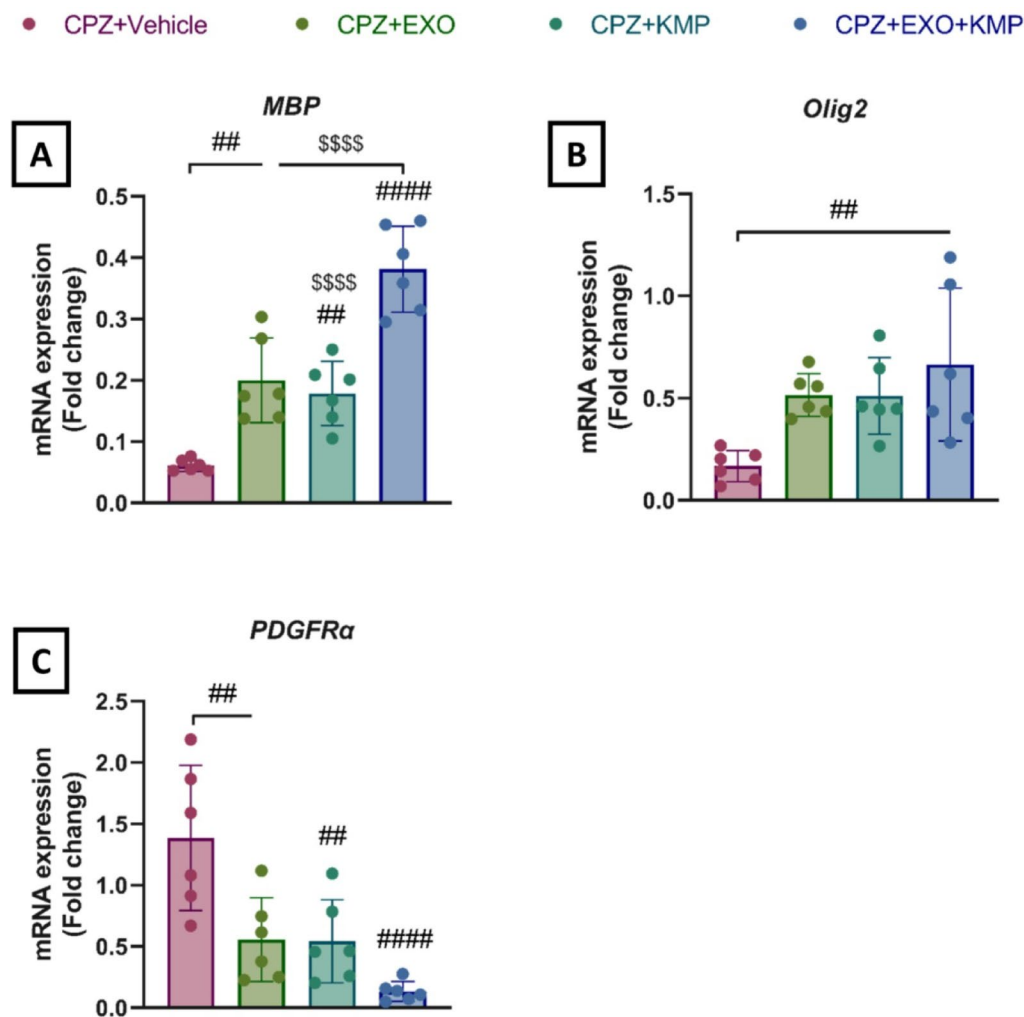 CPZ+Vehicle CPZ+EXO CPZ+KMP CPZ+EXO+KMP
A
MBP
##
$$$$
####
$$$$
##
mRNA expression
(Fold change)
0.5
0.4
0.3
0.2
0.1
0.0
B
Olig2
##
mRNA expression
(Fold change)
1.5
1.0
0.5
0.0
C
PDGFRα
##
##
####
mRNA expression
(Fold change)
2.5
2.0
1.5
1.0
0.5
0.0